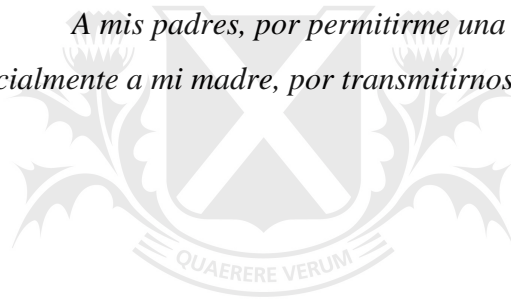 A mis padres, por permitirme una
cialmente a mi madre, por transmitirnos
QUAERERE VERUM